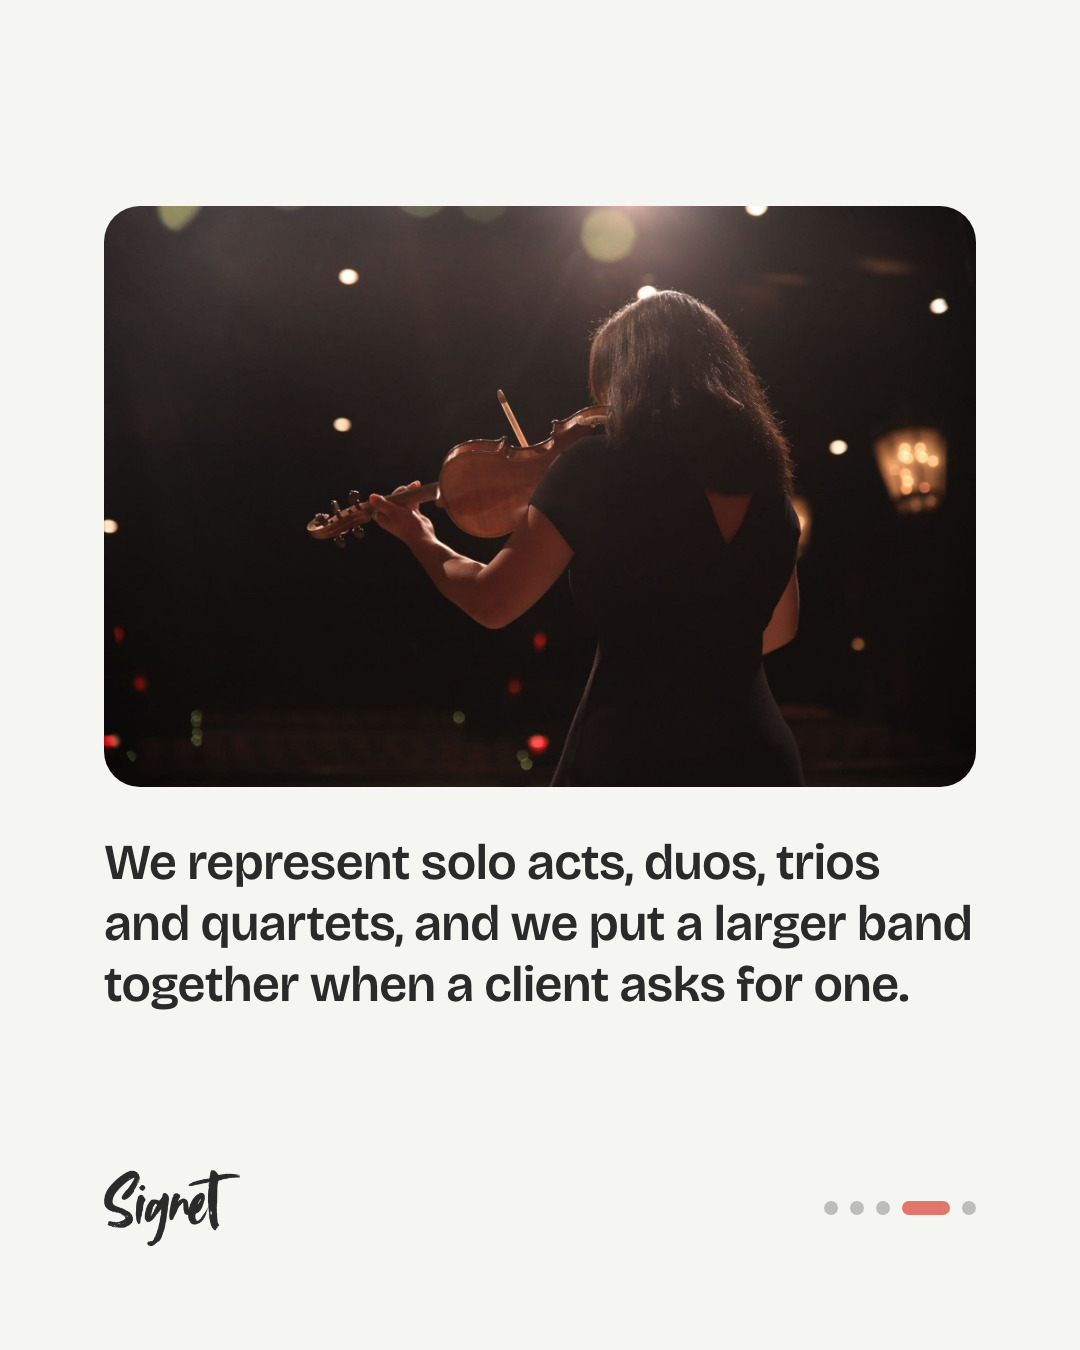 We represent solo acts, duos, trios
and quartets, and we put a larger band
together when a client asks for one.
Signet